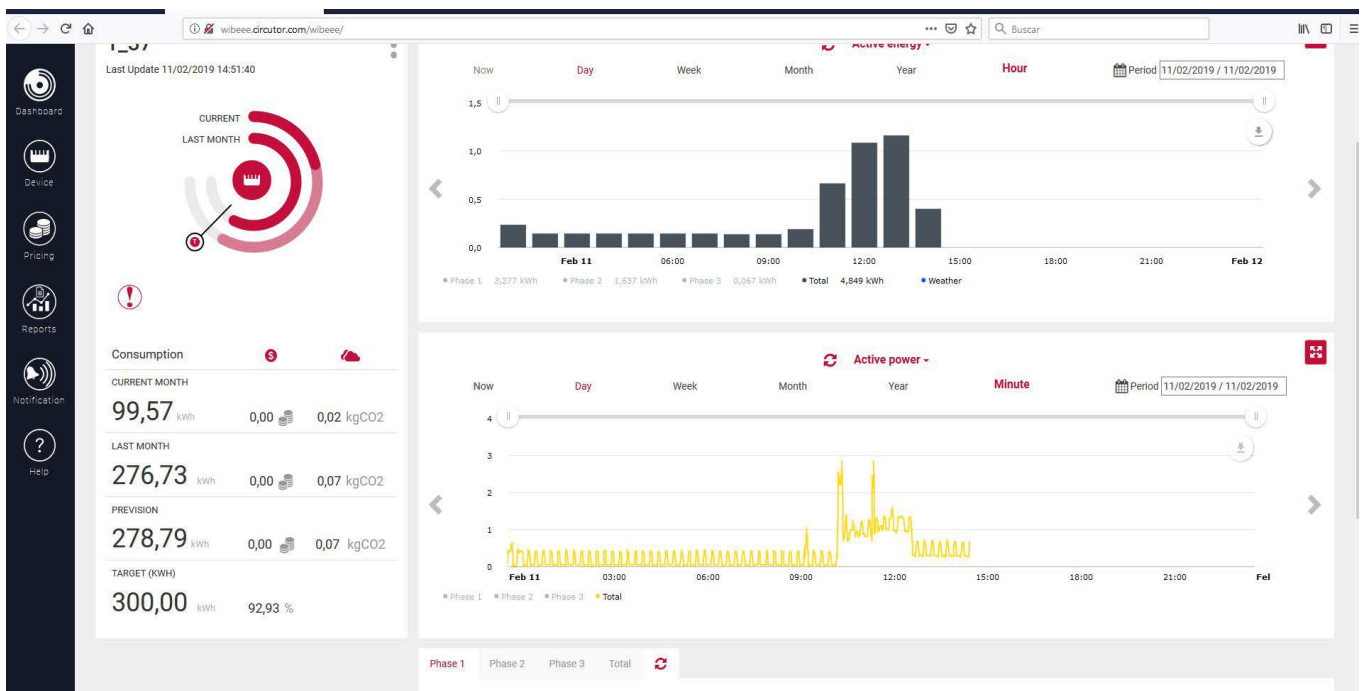 wibeee.circutor.com/wibeee/
Buscar
Dashboard
Device
Pricing
Reports
Notification
Help
Last Update 11/02/2019 14:51:40
CURRENT
LAST MONTH
T
Consumption
CURRENT MONTH
99,57 kWh 0,00 0,02 kgCO2
LAST MONTH
276,73 kWh 0,00 0,07 kgCO2
PREVISION
278,79 kWh 0,00 0,07 kgCO2
TARGET (KWH)
300,00 kWh 92,93 %
Active energy
Now Day Week Month Year Hour Period 11/02/2019 / 11/02/2019
1,5
1,0
0,5
0,0
Feb 11 06:00 09:00 12:00 15:00 18:00 21:00 Feb 12
Phase 1 3,277 kWh Phase 2 1,637 kWh Phase 3 0,067 kWh Total 4,849 kWh Weather
Active power
Now Day Week Month Year Minute Period 11/02/2019 / 11/02/2019
4
3
2
1
0
Feb 11 03:00 06:00 09:00 12:00 15:00 18:00 21:00 Fel
Phase 1 Phase 2 Phase 3 Total
Phase 1 Phase 2 Phase 3 Total